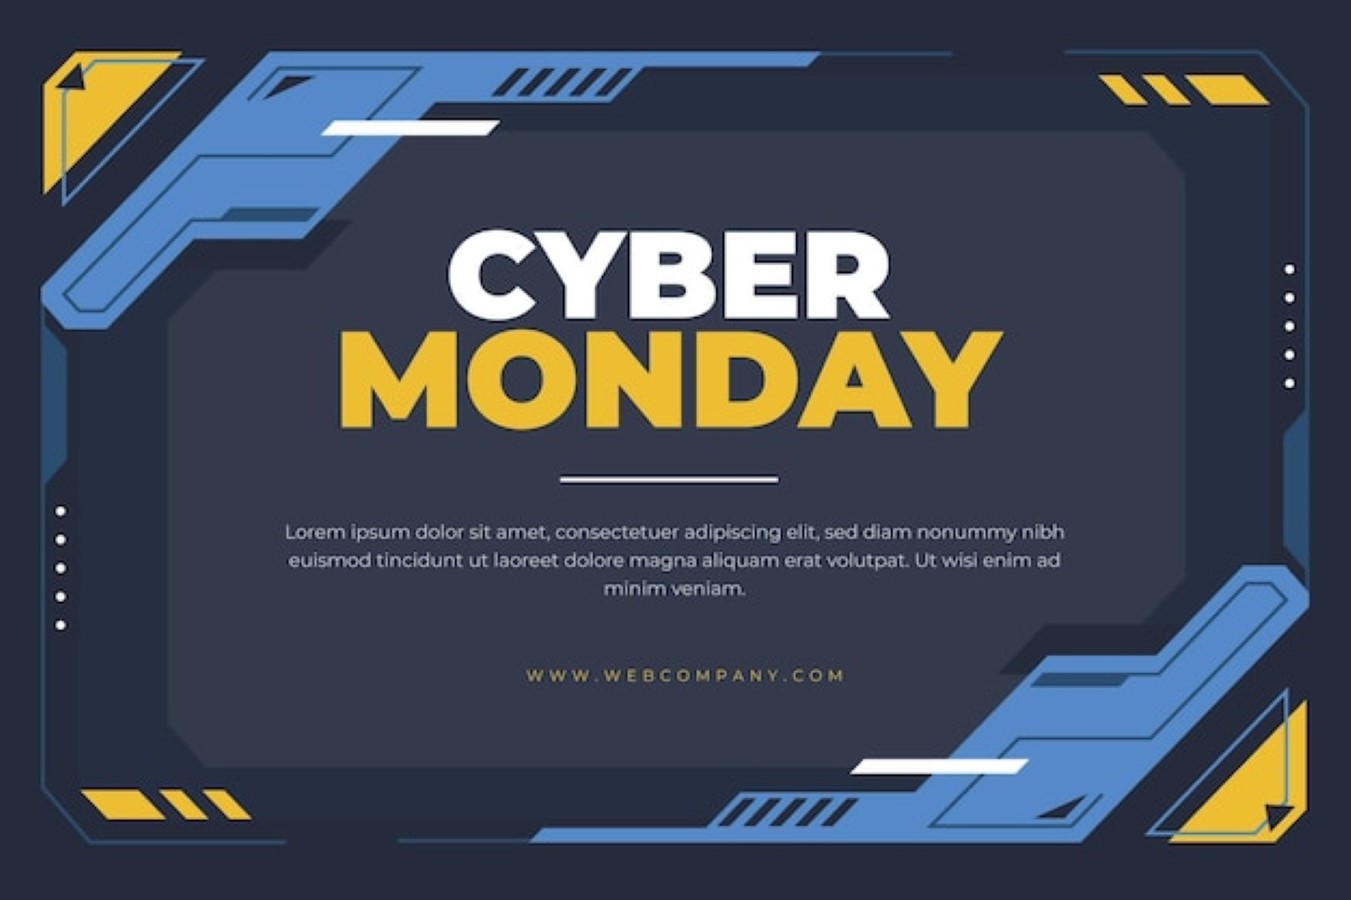 CYBER
MONDAY
Lorem ipsum dolor sit amet, consectetuer adipiscing elit, sed diam nonummy nibh
euismod tincidunt ut laoreet dolore magna aliquam erat volutpat. Ut wisi enim ad
minim veniam.
WWW.WEBCOMPANY.COM